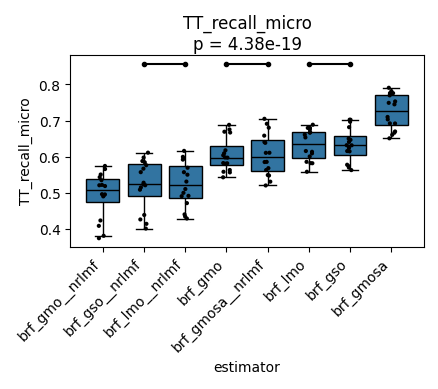 TT_recall_micro
p = 4.38e-19
TT_recall_micro
0.8
0.7
0.6
0.5
0.4
brf_gmo__nrlmf
brf_gso__nrlmf
brf_lmo__nrlmf
brf_gmo
brf_gmosa__nrlmf
brf_lmo
brf_gso
brf_gmosa
estimator